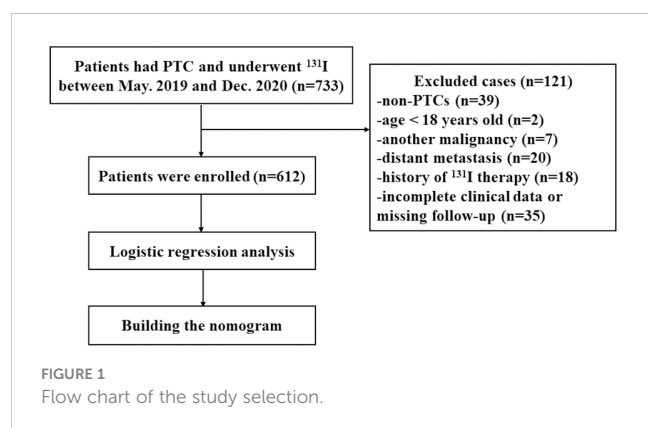 Patients had PTC and underwent ¹³¹I
between May. 2019 and Dec. 2020 (n=733)
Excluded cases (n=121)
-non-PTCs (n=39)
-age < 18 years old (n=2)
-another malignancy (n=7)
-distant metastasis (n=20)
-history of ¹³¹I therapy (n=18)
-incomplete clinical data or
missing follow-up (n=35)
Patients were enrolled (n=612)
Logistic regression analysis
Building the nomogram
FIGURE 1
Flow chart of the study selection.